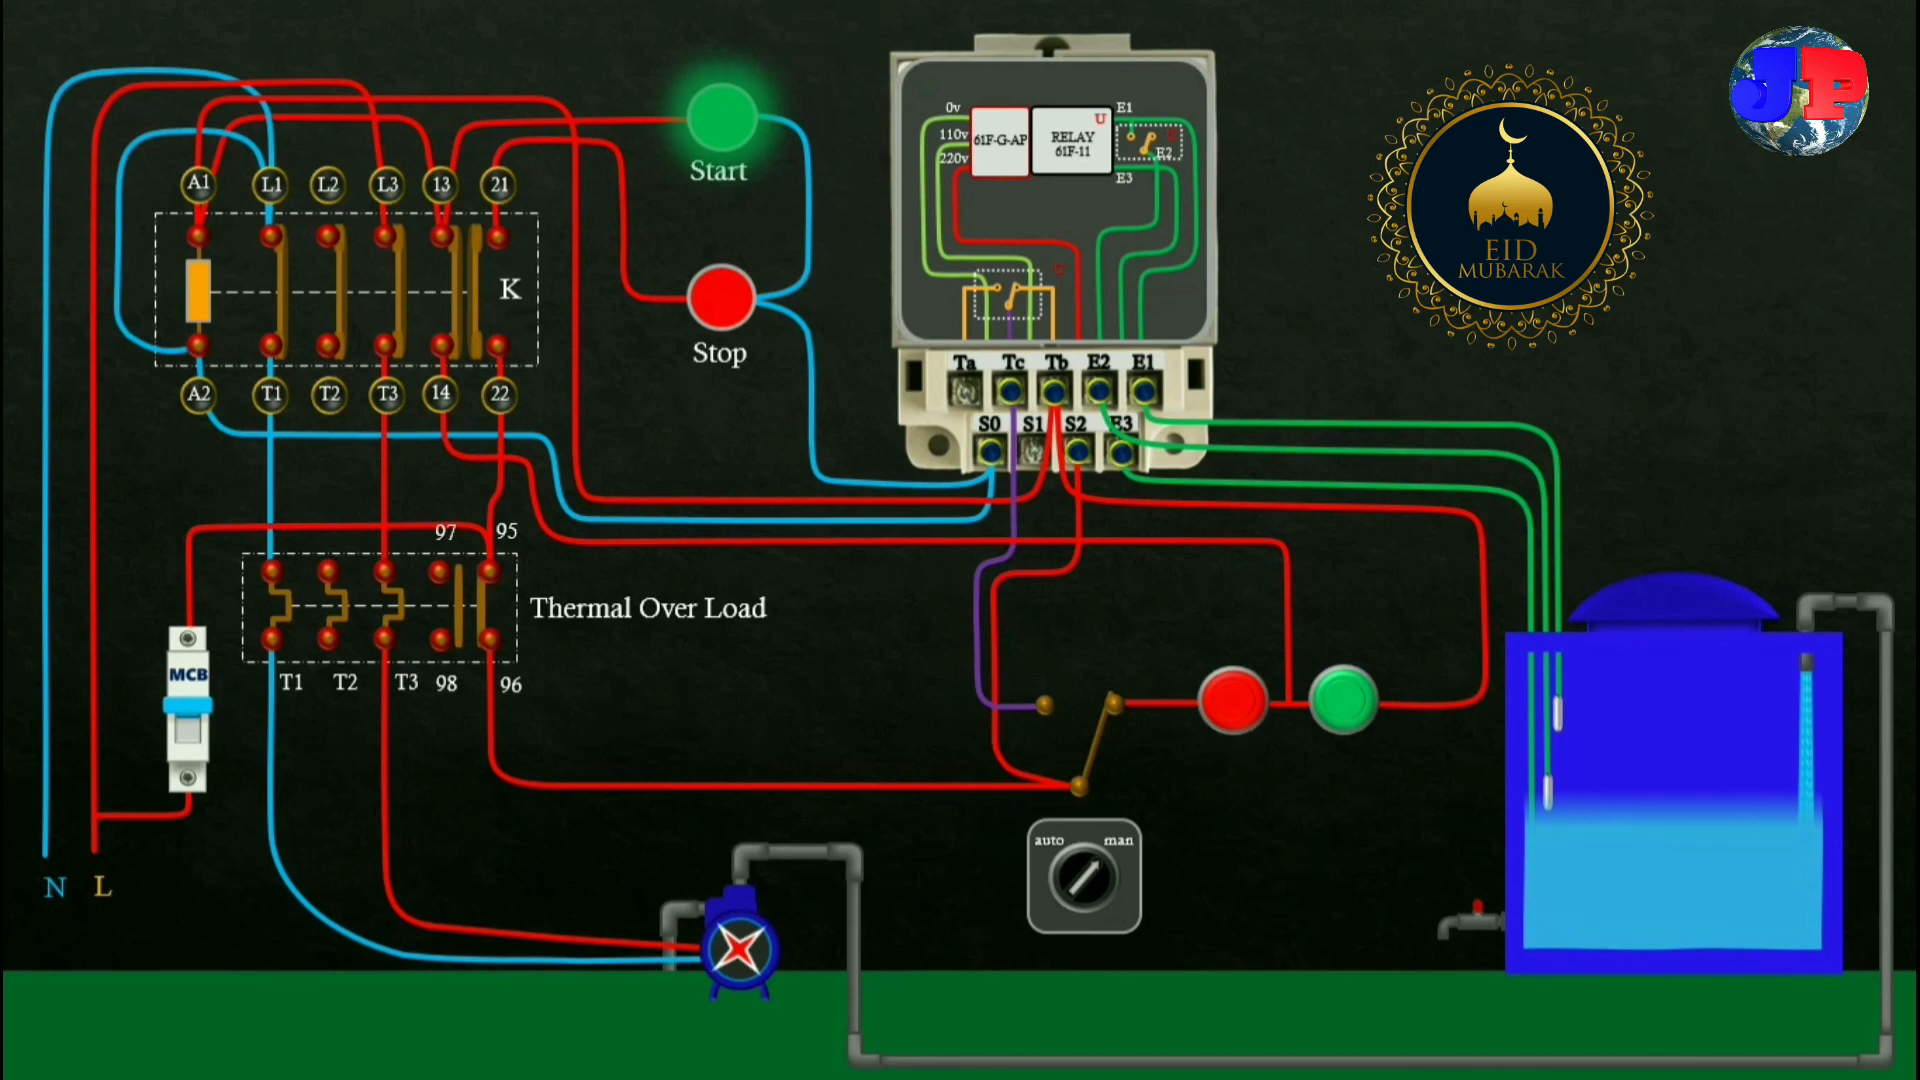 JP
A1 L1 L2 L3 13 21
K
A2 T1 T2 T3 14 22
Start
Stop
0v
110v
220v
61F-G-AP
U
RELAY
61F-11
E1
U
E2
E3
U
Ta Tc Tb E2 E1
S0 S1 S2 E3
EID
MUBARAK
97 95
Thermal Over Load
T1 T2 T3 98 96
MCB
N L
auto man